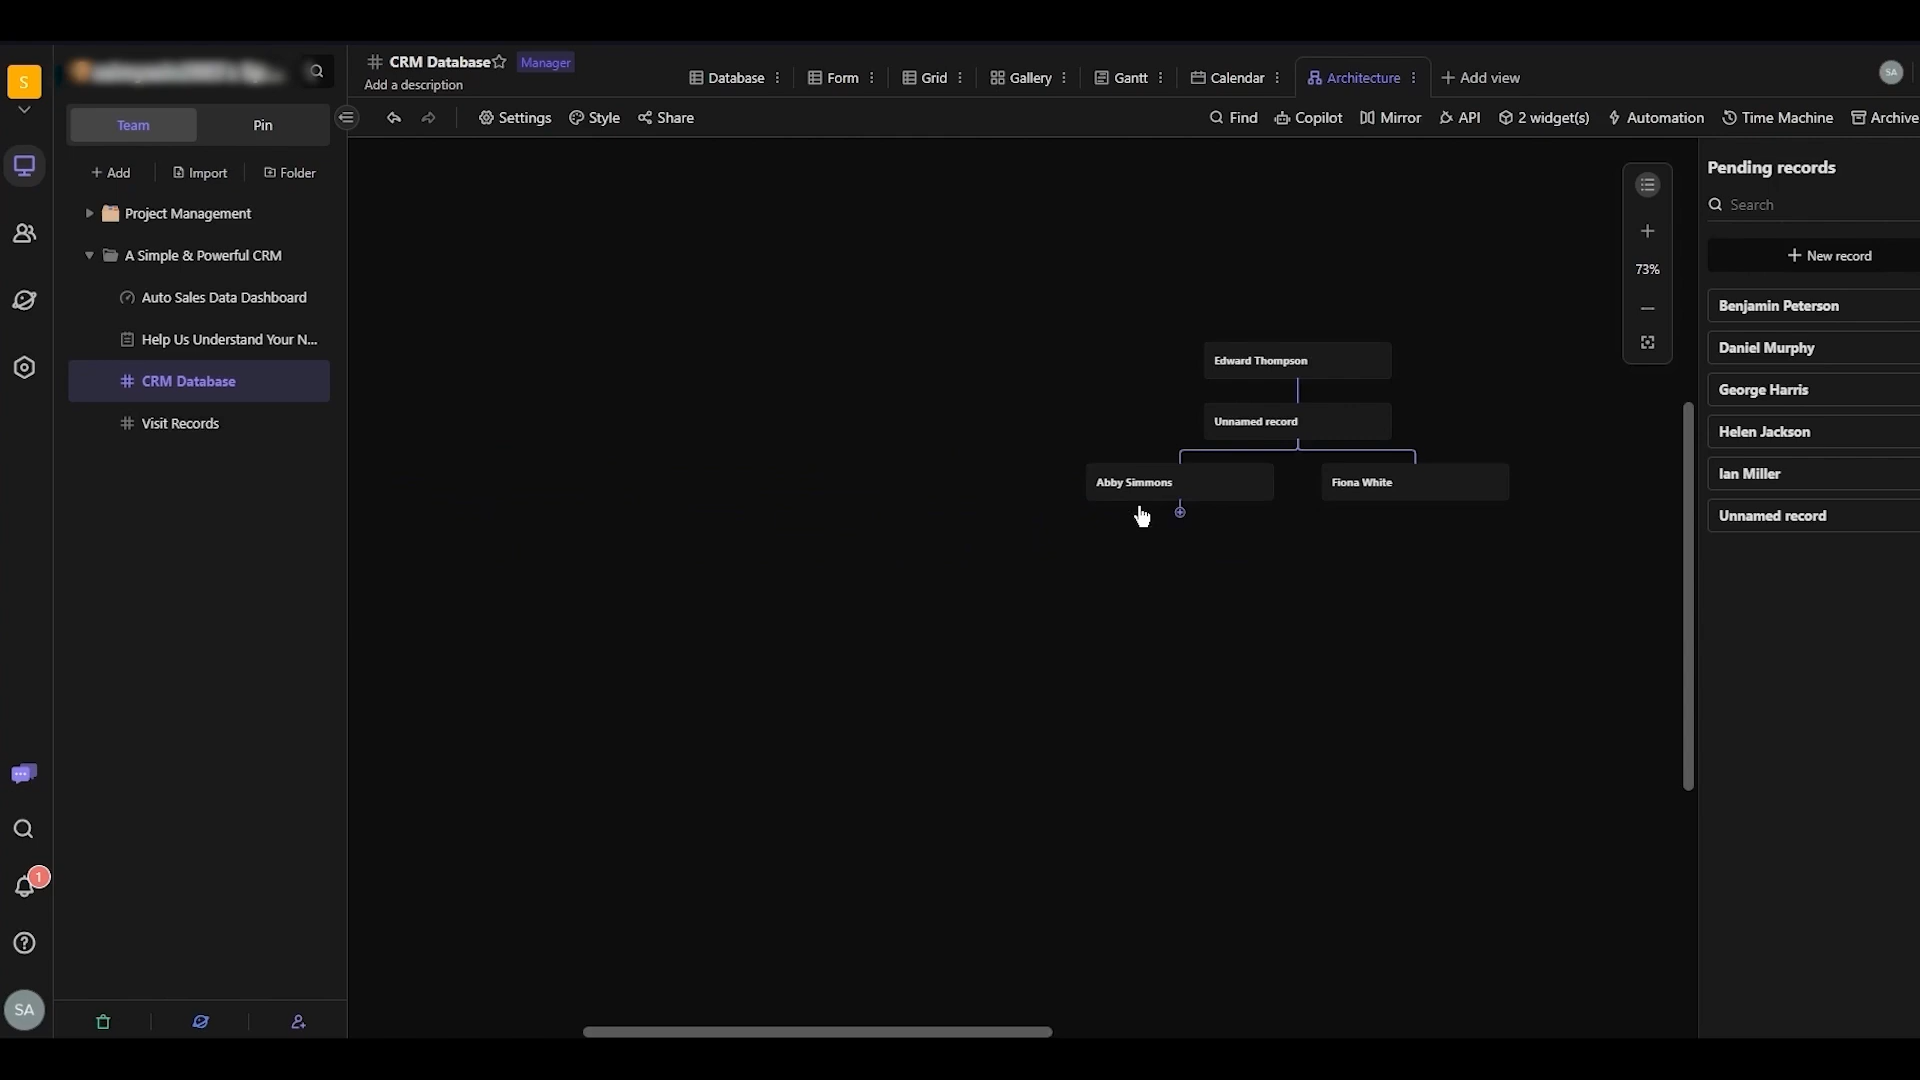 S
Team
Pin
Add
Import
Folder
Project Management
A Simple & Powerful CRM
Auto Sales Data Dashboard
Help Us Understand Your N...
CRM Database
Visit Records
1
SA
CRM Database
Manager
Add a description
Database
Form
Grid
Gallery
Gantt
Calendar
Architecture
Add view
SA
Settings
Style
Share
Find
Copilot
Mirror
API
2 widget(s)
Automation
Time Machine
Archive
73%
Edward Thompson
Unnamed record
Abby Simmons
Fiona White
Pending records
Search
New record
Benjamin Peterson
Daniel Murphy
George Harris
Helen Jackson
Ian Miller
Unnamed record